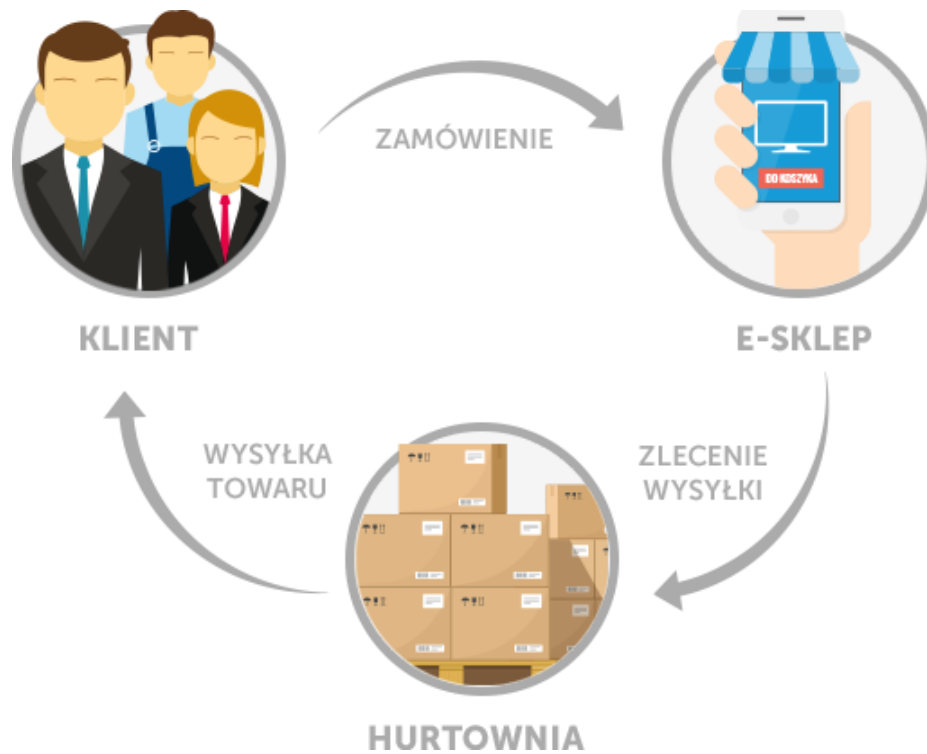 ZAMÓWIENIE
DO KOSZYKA
KLIENT
E-SKLEP
WYSYŁKA
TOWARU
ZLECENIE
WYSYŁKI
HURTOWNIA